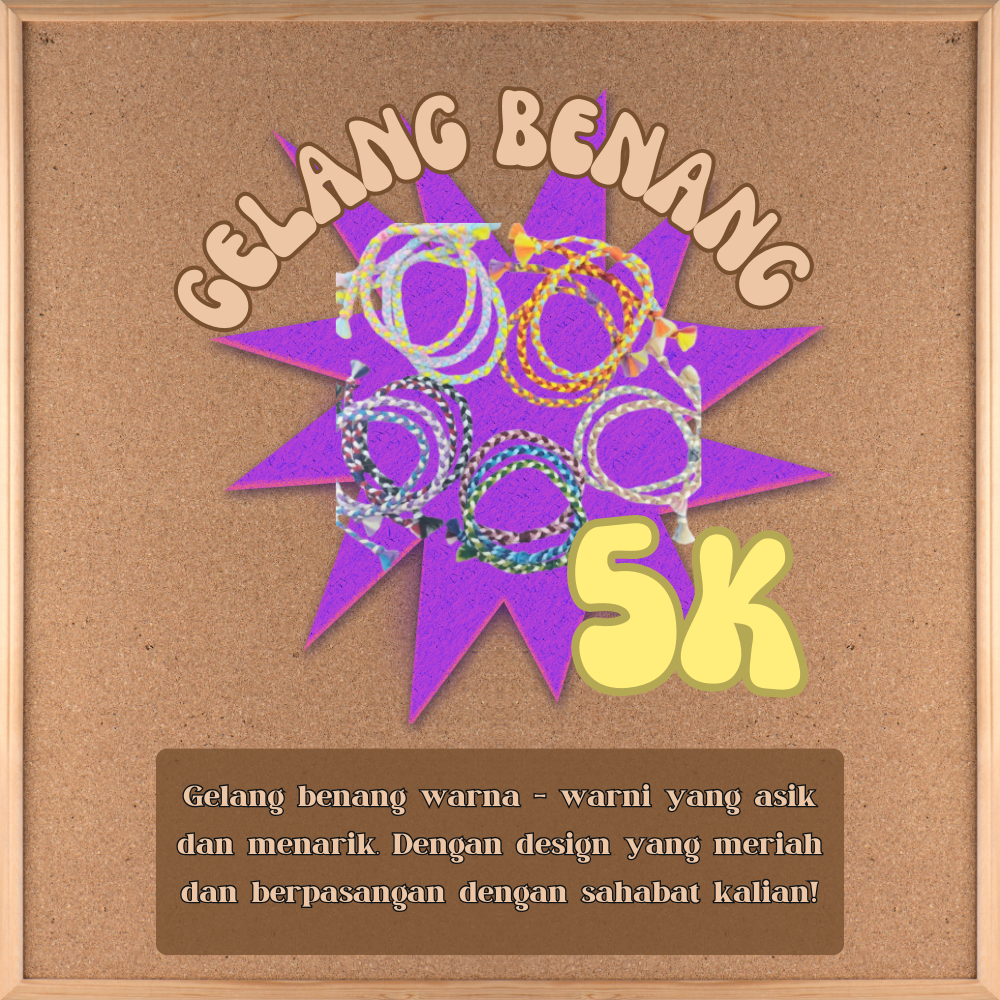 GELANG BENANG
5K
Gelang benang warna - warni yang asik
dan menarik. Dengan design yang meriah
dan berpasangan dengan sahabat kalian!